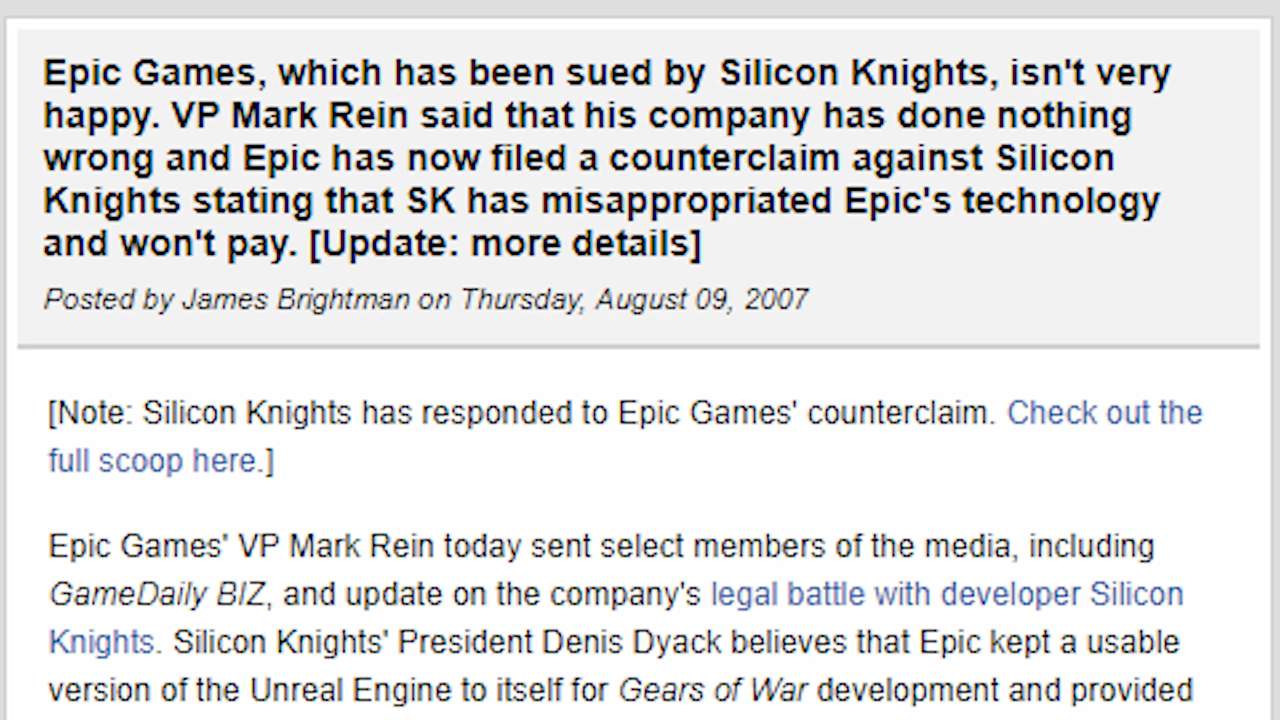 Epic Games, which has been sued by Silicon Knights, isn't very
happy. VP Mark Rein said that his company has done nothing
wrong and Epic has now filed a counterclaim against Silicon
Knights stating that SK has misappropriated Epic's technology
and won't pay. [Update: more details]
Posted by James Brightman on Thursday, August 09, 2007
[Note: Silicon Knights has responded to Epic Games' counterclaim. Check out the
full scoop here.]
Epic Games' VP Mark Rein today sent select members of the media, including
GameDaily BIZ, and update on the company's legal battle with developer Silicon
Knights. Silicon Knights' President Denis Dyack believes that Epic kept a usable
version of the Unreal Engine to itself for Gears of War development and provided